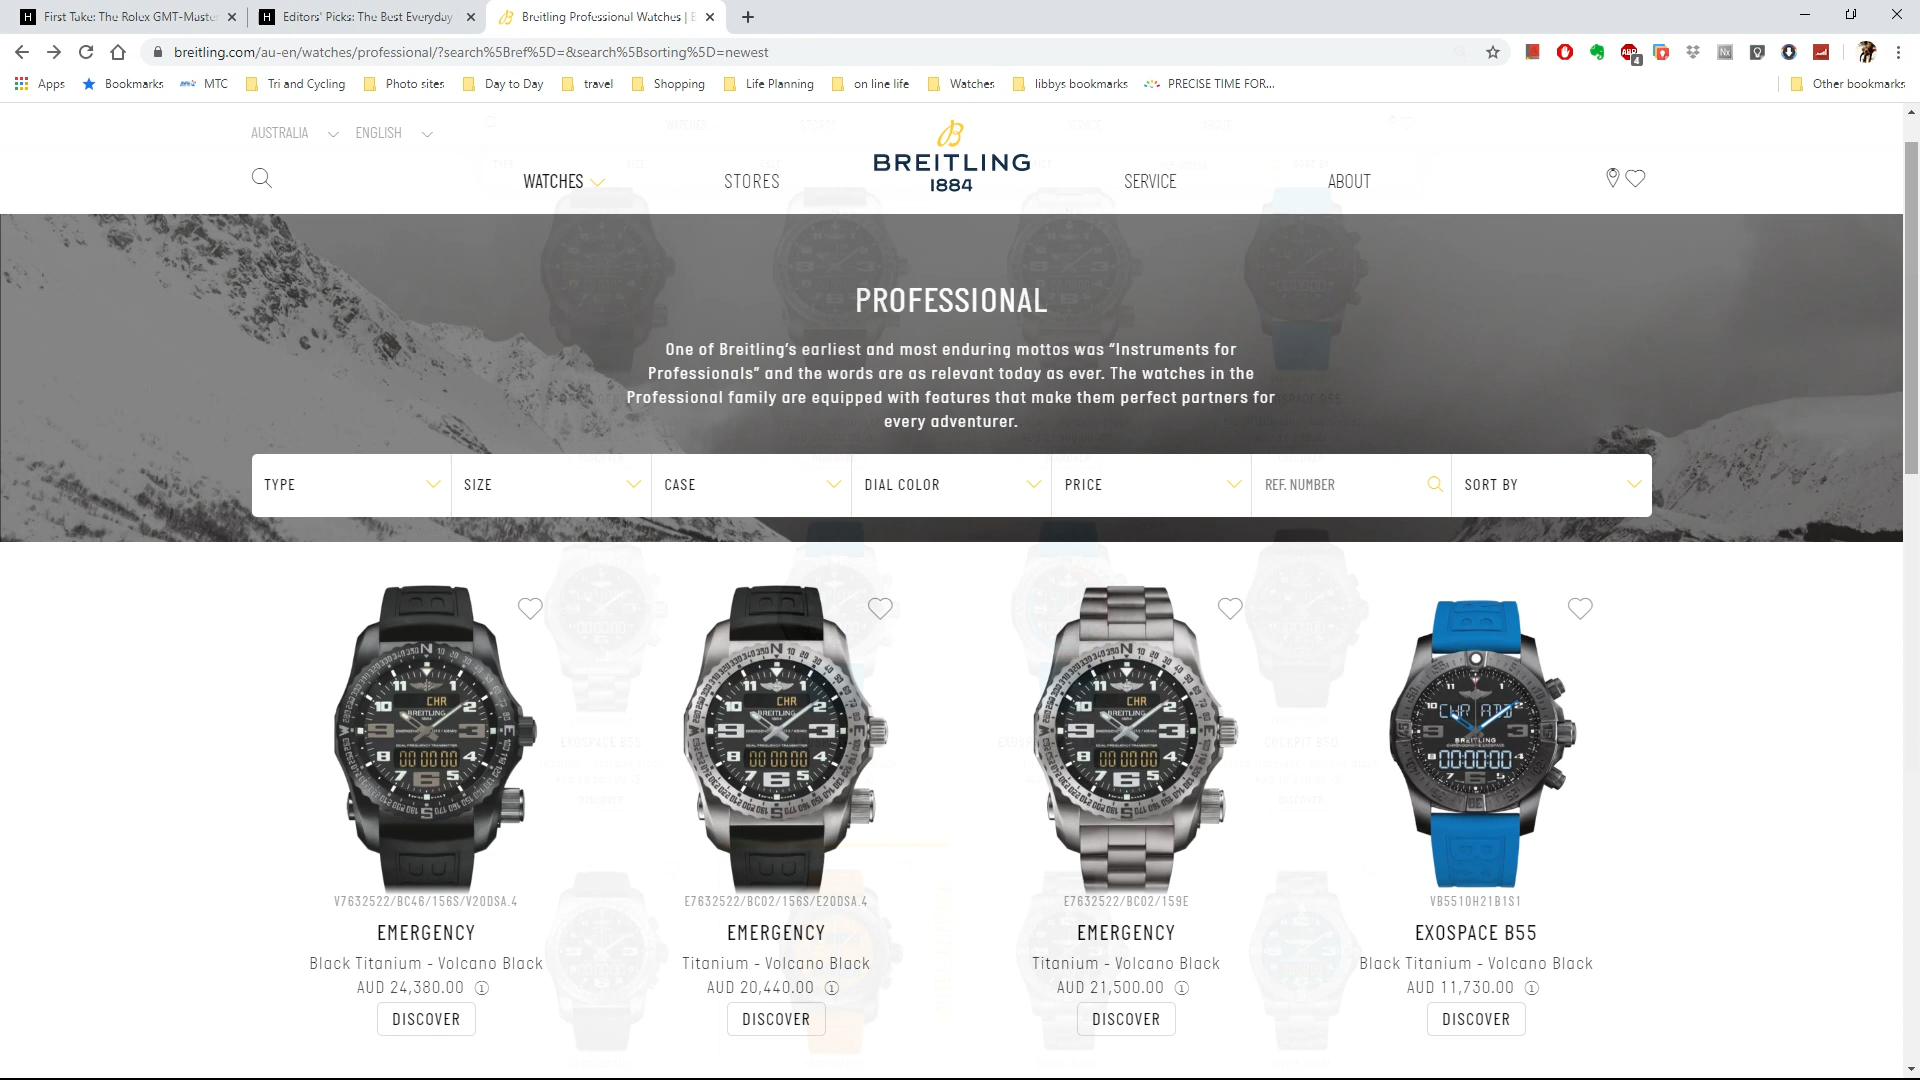 First Take: The Rolex GMT-Master
Editors' Picks: The Best Everyday
Breitling Professional Watches |
breitling.com/au-en/watches/professional/?search%5Bref%5D=&search%5Bsorting%5D=newest
Apps
Bookmarks
MTC
Tri and Cycling
Photo sites
Day to Day
travel
Shopping
Life Planning
on line life
Watches
libbys bookmarks
PRECISE TIME FOR...
Other bookmarks
AUSTRALIA
ENGLISH
BREITLING
1884
WATCHES
STORES
SERVICE
ABOUT
PROFESSIONAL
One of Breitling's earliest and most enduring mottos was “Instruments for
Professionals” and the words are as relevant today as ever. The watches in the
Professional family are equipped with features that make them perfect partners for
every adventurer.
TYPE
SIZE
CASE
DIAL COLOR
PRICE
REF. NUMBER
SORT BY
V7632522/BC46/156S/V20DSA.4
EMERGENCY
Black Titanium - Volcano Black
AUD 24,380.00
DISCOVER
E7632522/BC02/156S/E20DSA.4
EMERGENCY
Titanium - Volcano Black
AUD 20,440.00
DISCOVER
E7632522/BC02/159E
EMERGENCY
Titanium - Volcano Black
AUD 21,500.00
DISCOVER
VB5510H21B1S1
EXOSPACE B55
Black Titanium - Volcano Black
AUD 11,730.00
DISCOVER